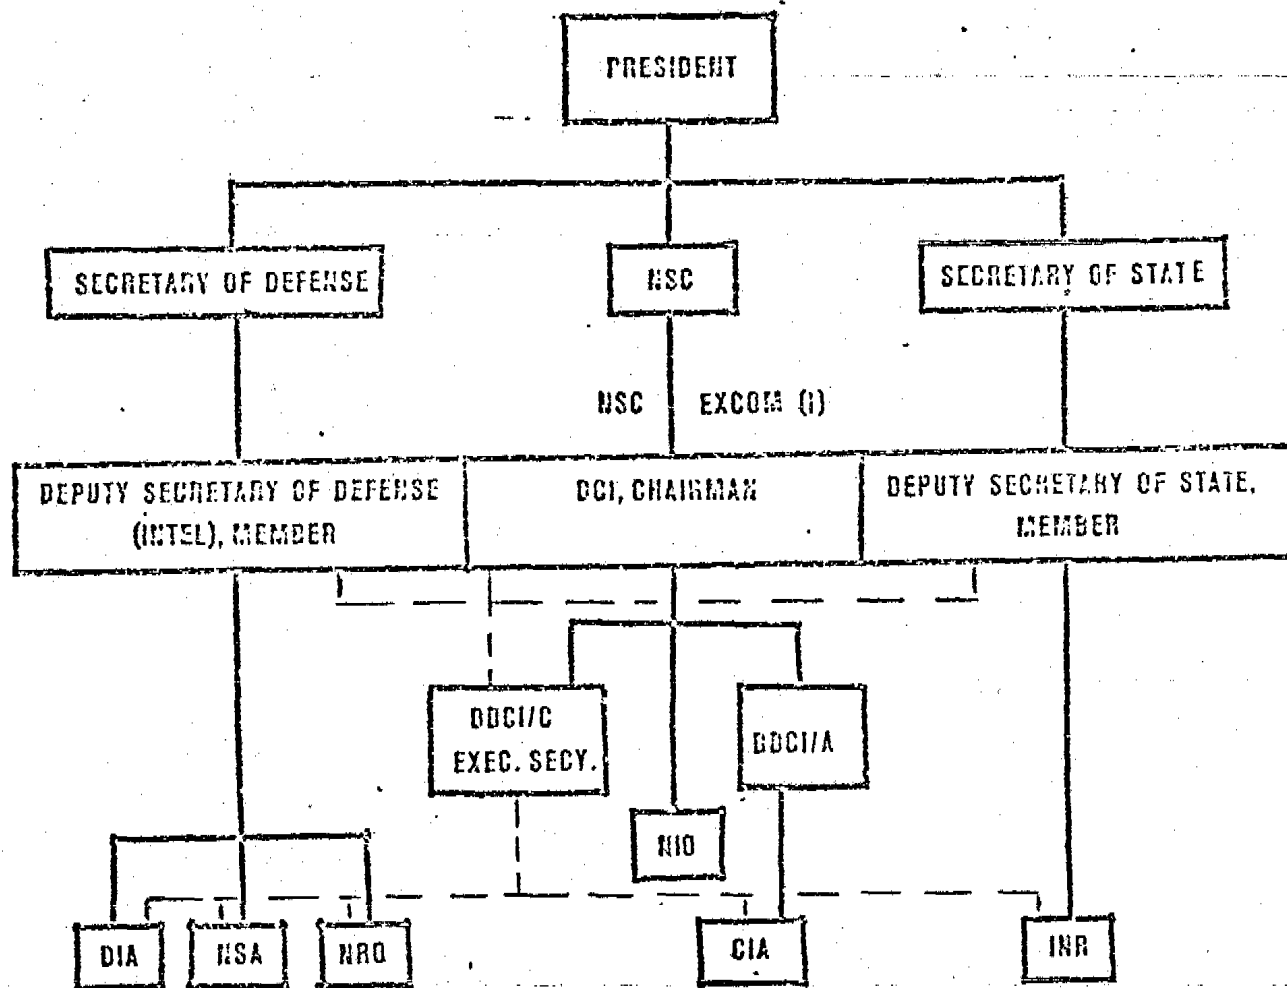 PRESIDENT
SECRETARY OF DEFENSE
NSC
SECRETARY OF STATE
NSC EXCOM (I)
DEPUTY SECRETARY OF DEFENSE
(INTEL), MEMBER
DCI, CHAIRMAN
DEPUTY SECRETARY OF STATE,
MEMBER
DDCI/C
EXEC. SECY.
DDCI/A
NIO
DIA
NSA
NRO
CIA
INR